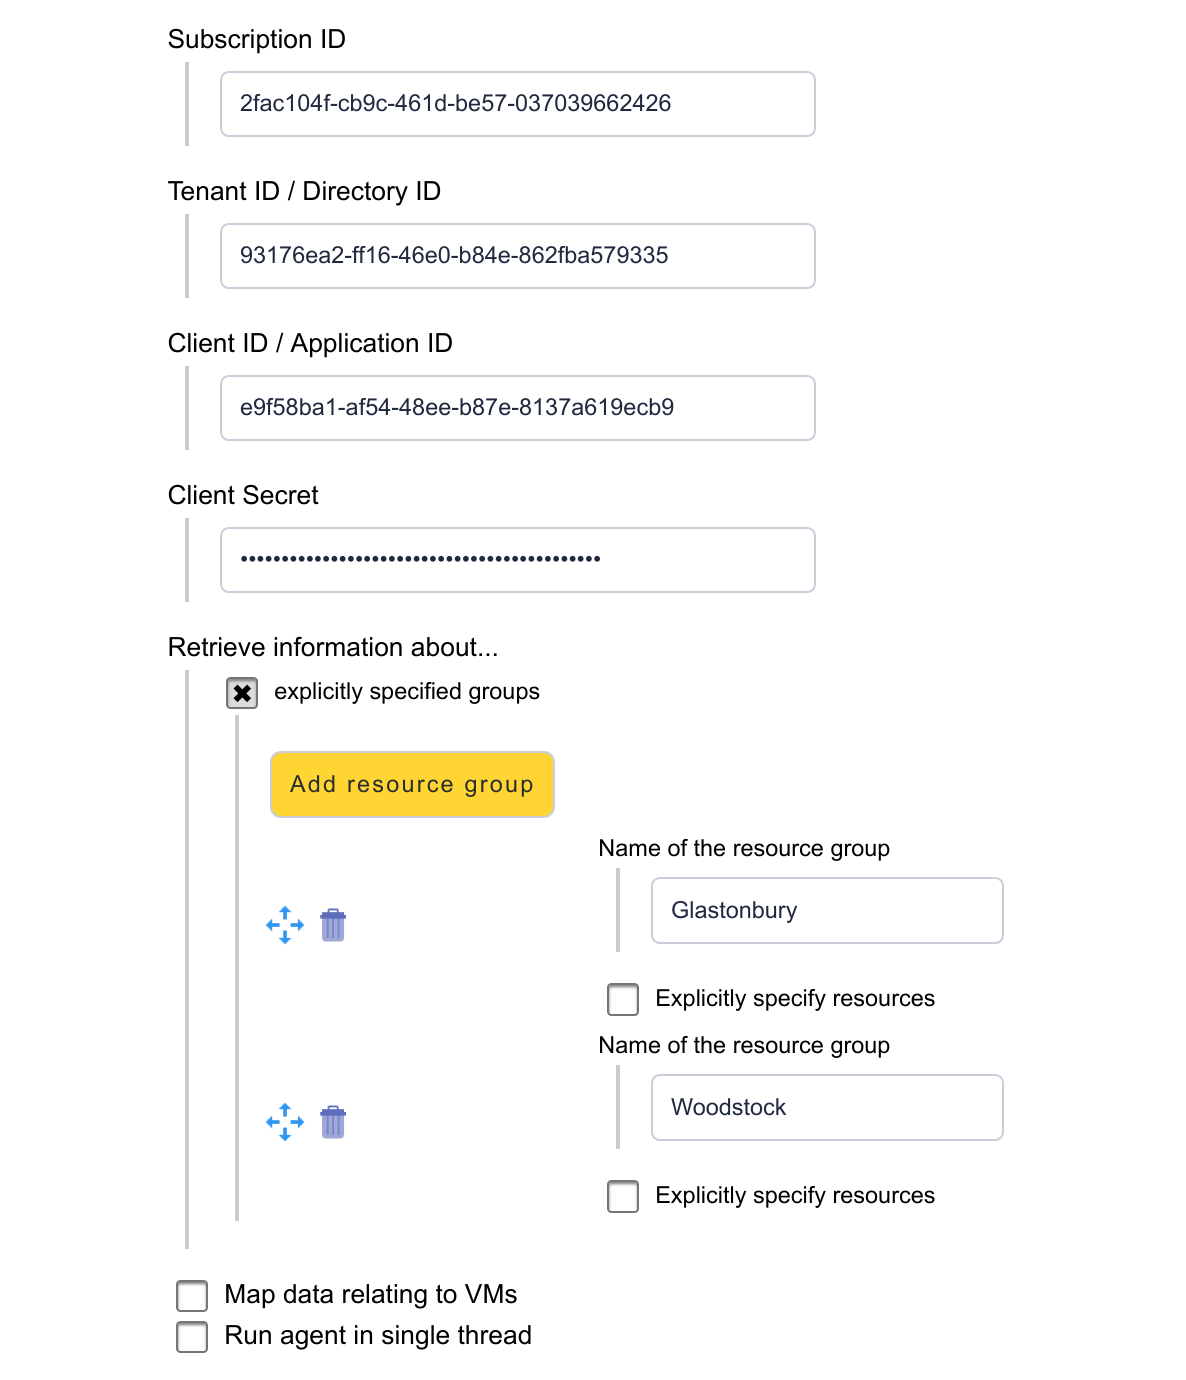 Subscription ID
2fac104f-cb9c-461d-be57-037039662426
Tenant ID / Directory ID
93176ea2-ff16-46e0-b84e-862fba579335
Client ID / Application ID
e9f58ba1-af54-48ee-b87e-8137a619ecb9
Client Secret
••••••••••••••••••••••••••••••••••••••••••••
Retrieve information about...
explicitly specified groups
Add resource group
Name of the resource group
Glastonbury
Explicitly specify resources
Name of the resource group
Woodstock
Explicitly specify resources
Map data relating to VMs
Run agent in single thread